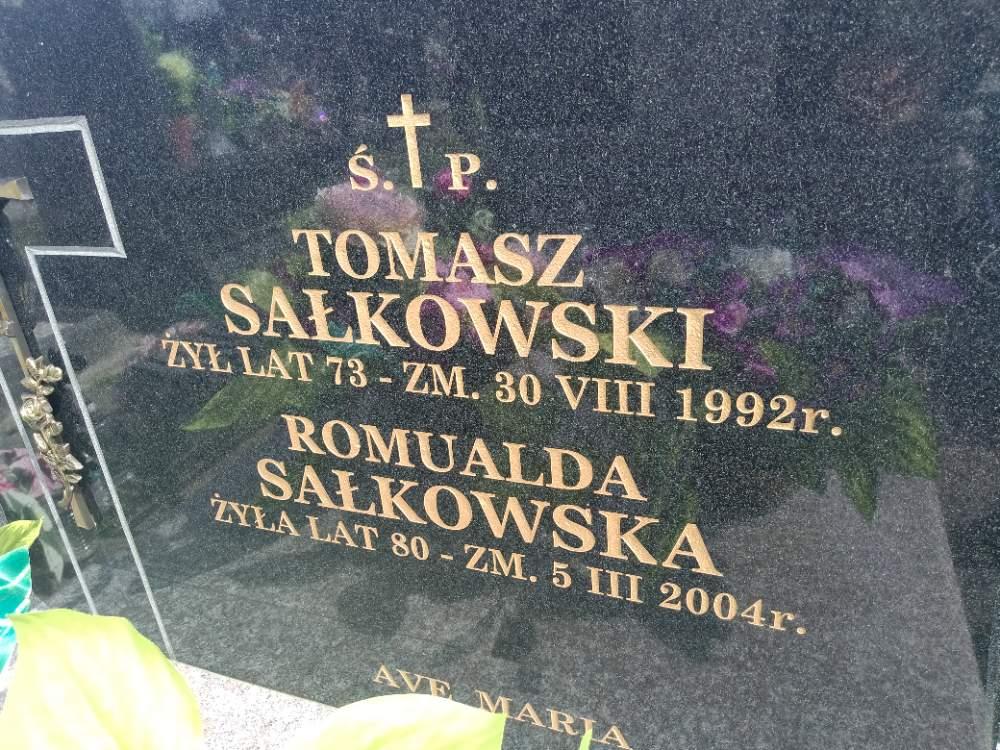 Ś. P.
TOMASZ
SAŁKOWSKI
ŻYŁ LAT 73 - ZM. 30 VIII 1992r.
ROMUALDA
SAŁKOWSKA
ŻYŁA LAT 80 - ZM. 5 III 2004r.
AVE MARIA